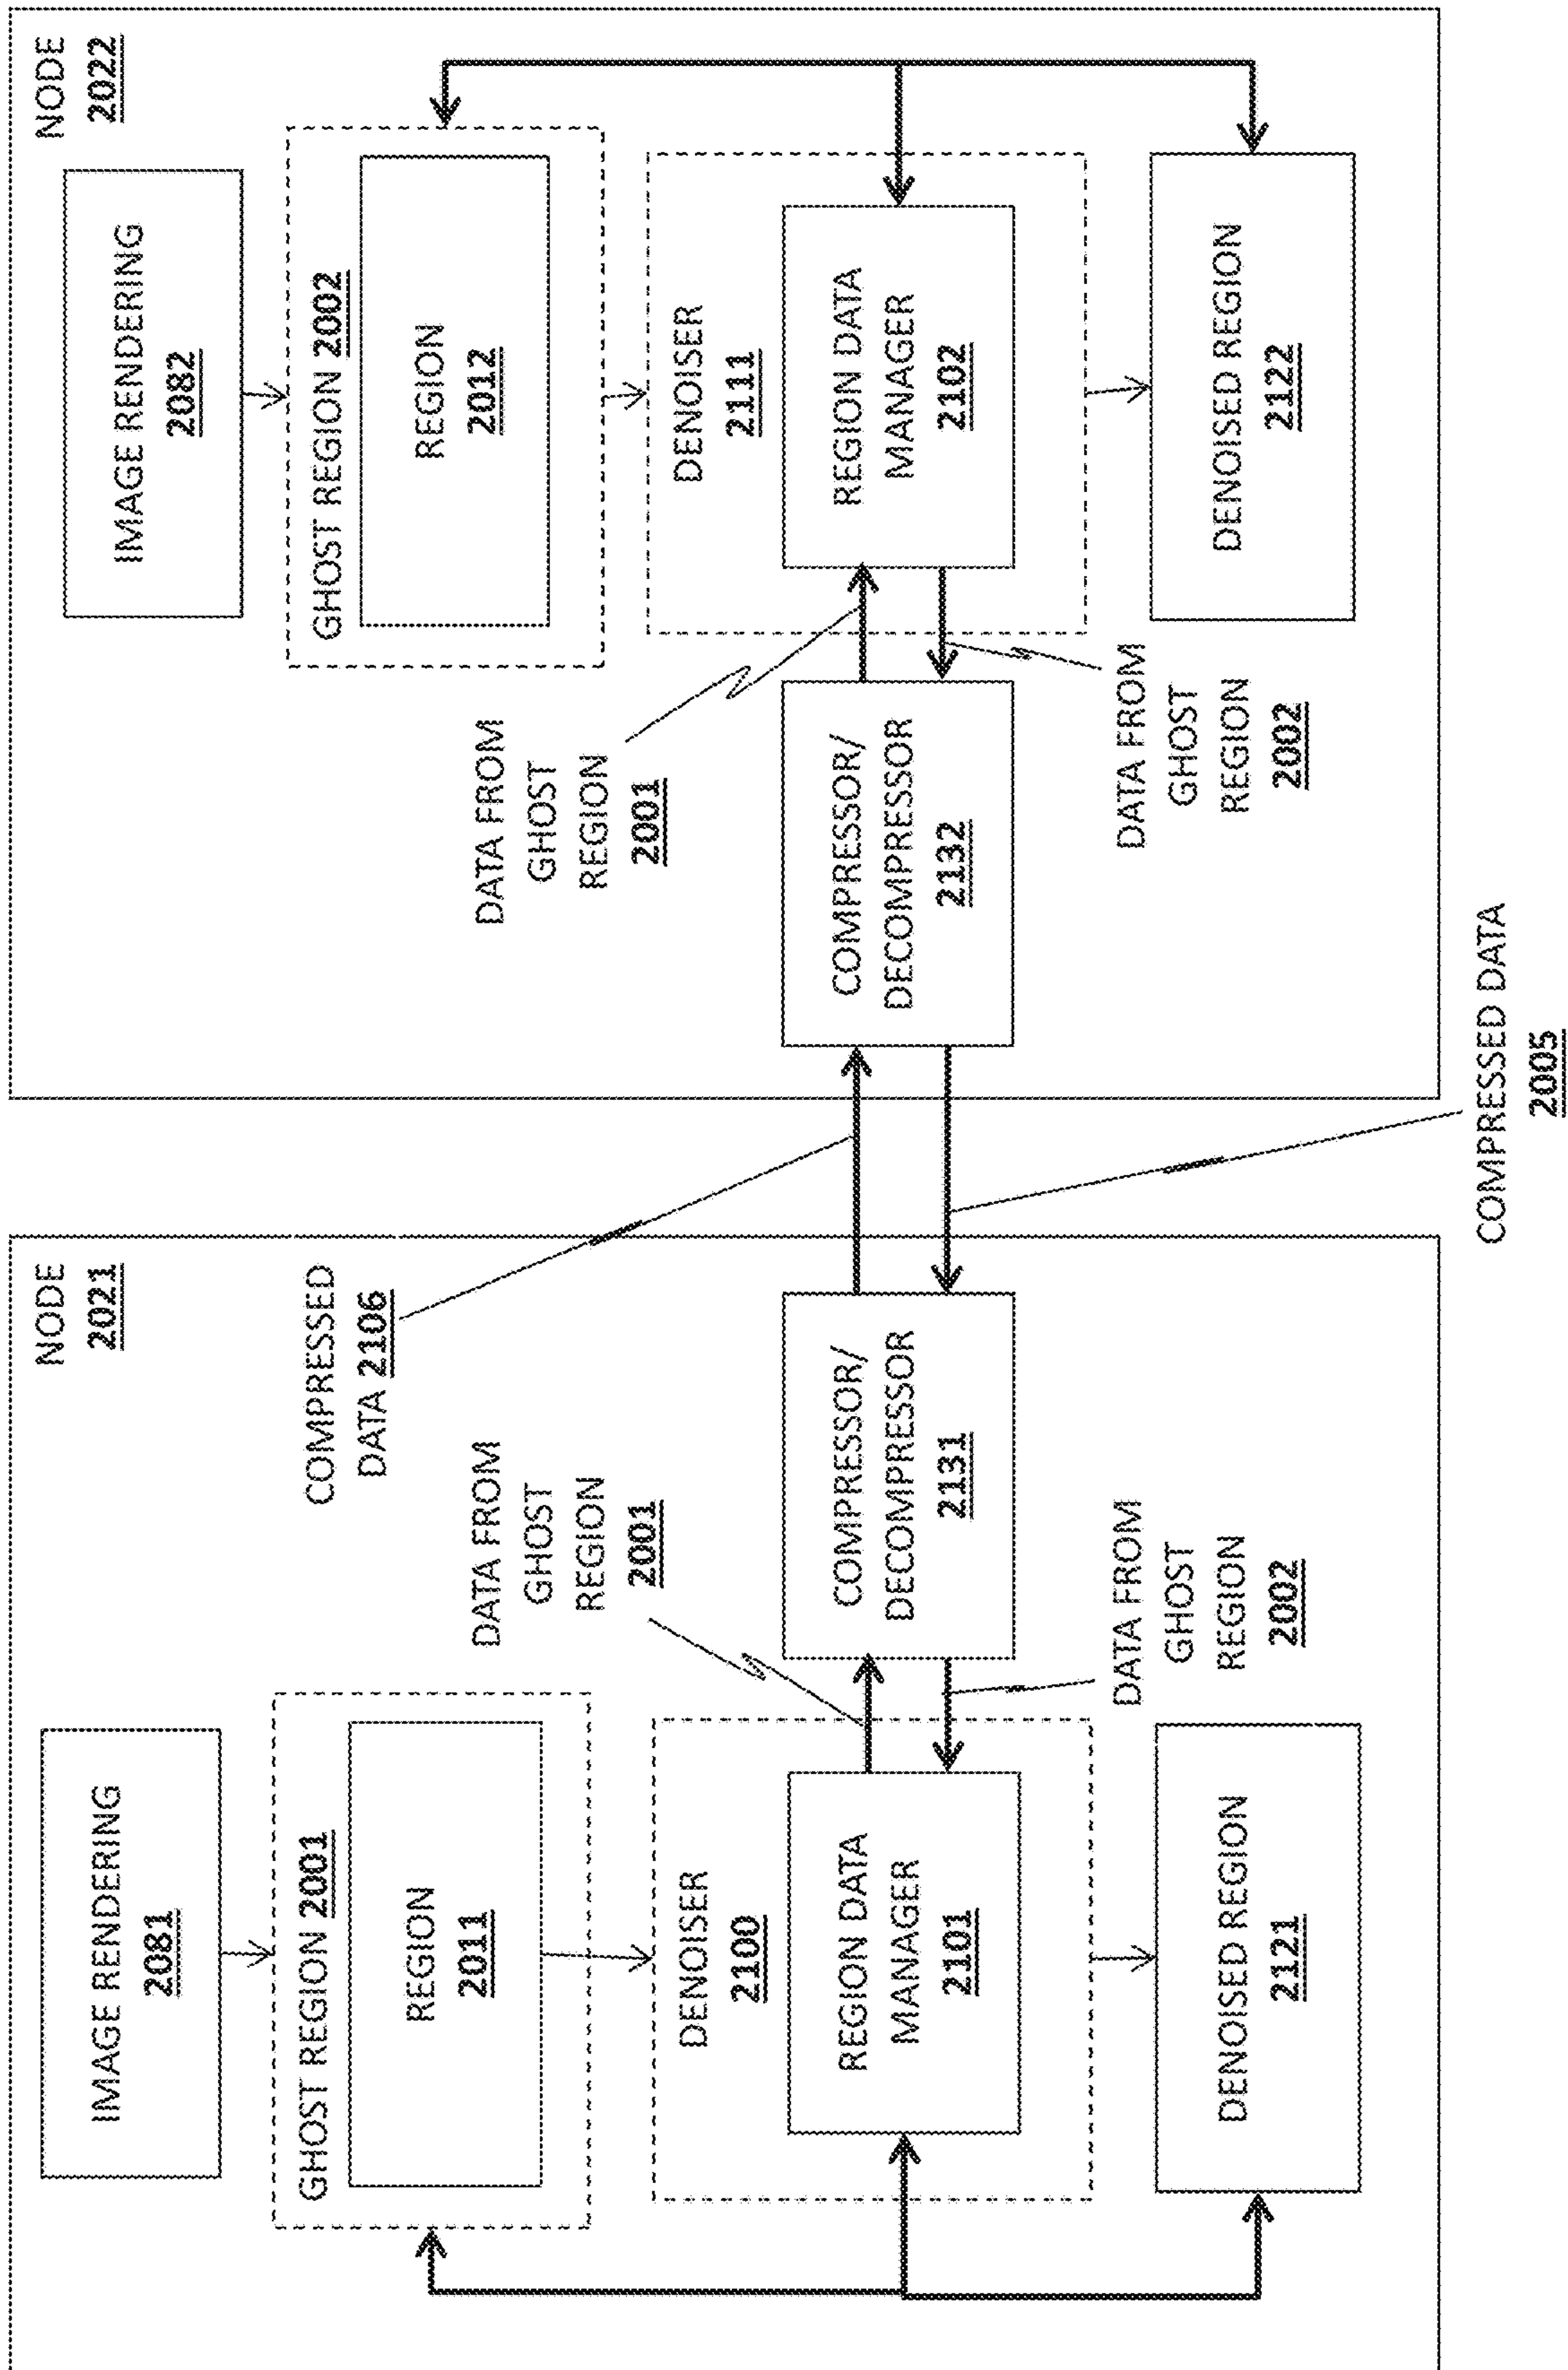 NODE
2021
IMAGE RENDERING
2081
GHOST REGION 2001
REGION
2011
COMPRESSED
DATA 2106
DATA FROM
GHOST
REGION
2001
DENOISER
2100
REGION DATA
MANAGER
2101
COMPRESSOR/
DECOMPRESSOR
2131
DATA FROM
GHOST
REGION
2002
DENOISED REGION
2121
NODE
2022
IMAGE RENDERING
2082
GHOST REGION 2002
REGION
2012
DATA FROM
GHOST
REGION
2001
DENOISER
2111
REGION DATA
MANAGER
2102
COMPRESSOR/
DECOMPRESSOR
2132
DATA FROM
GHOST
REGION
2002
DENOISED REGION
2122
COMPRESSED DATA
2005